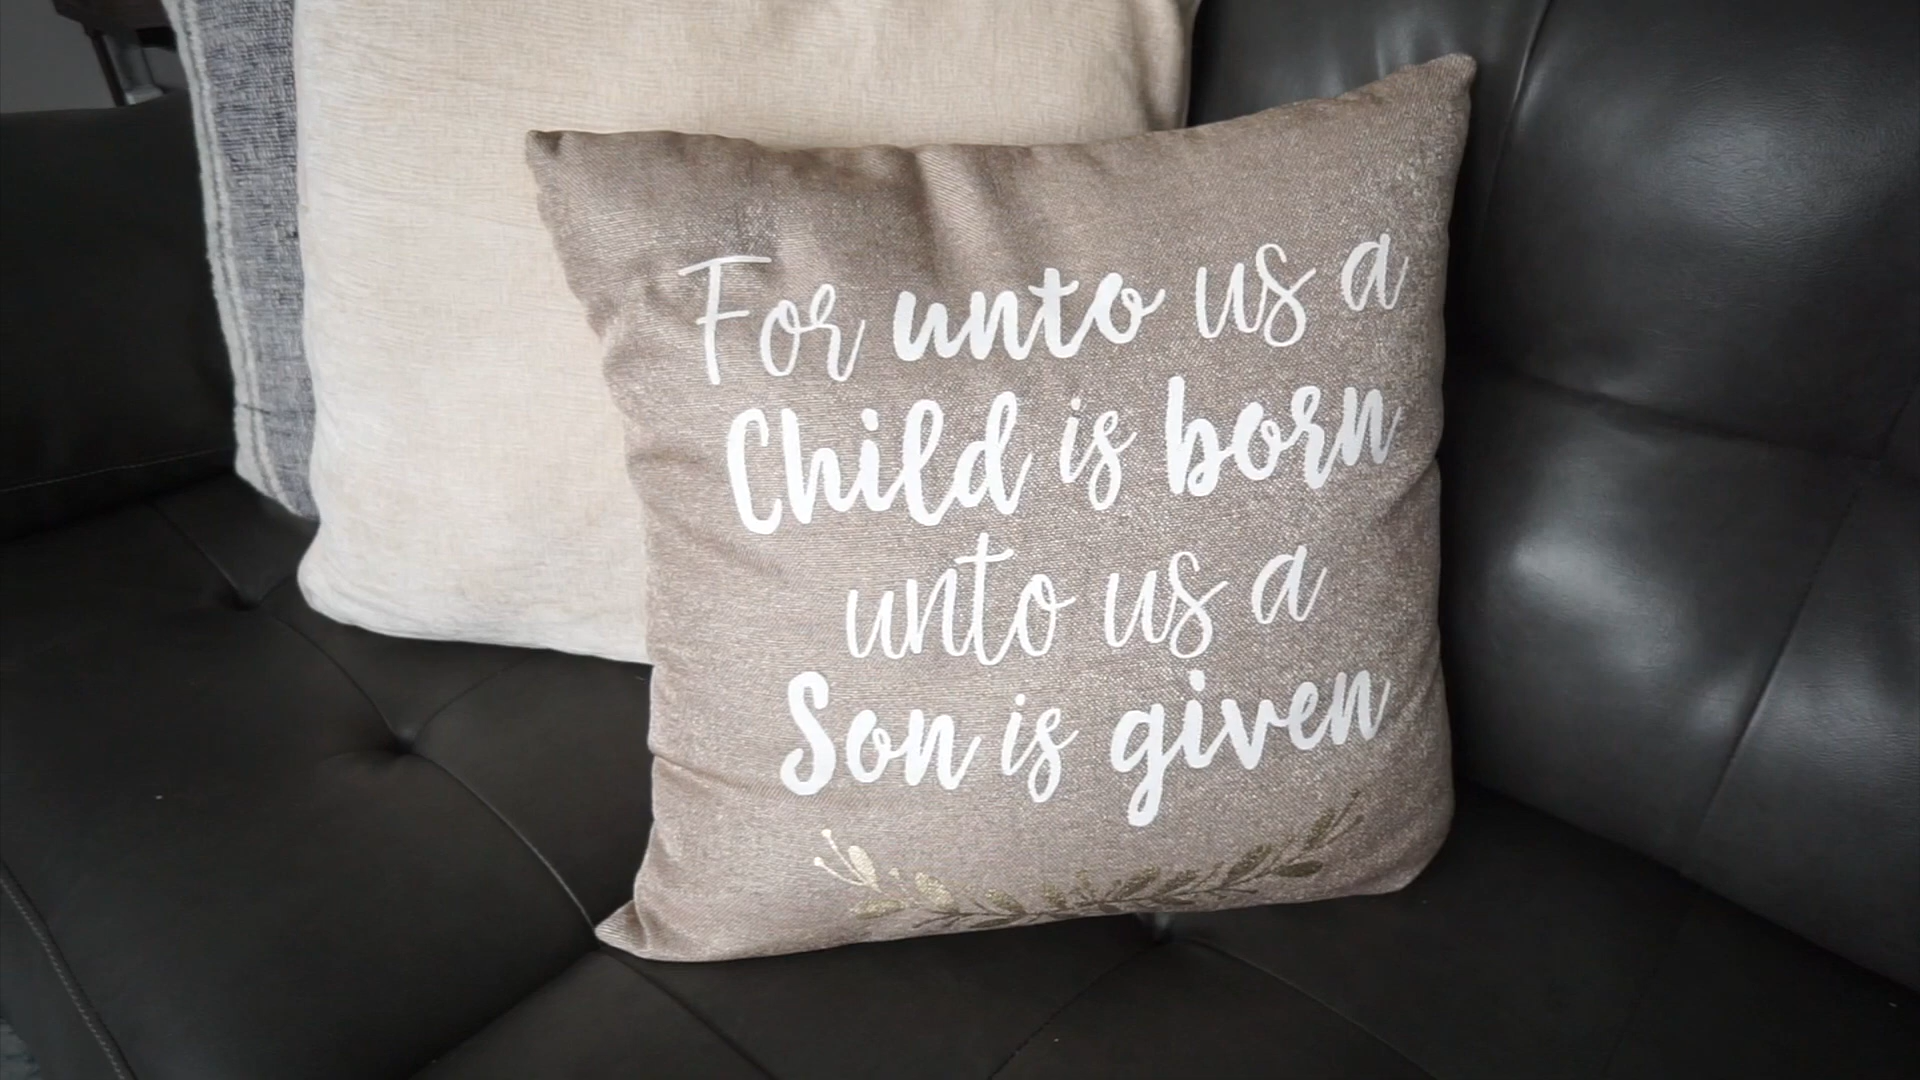 For unto us a
Child is born
unto us a
Son is given